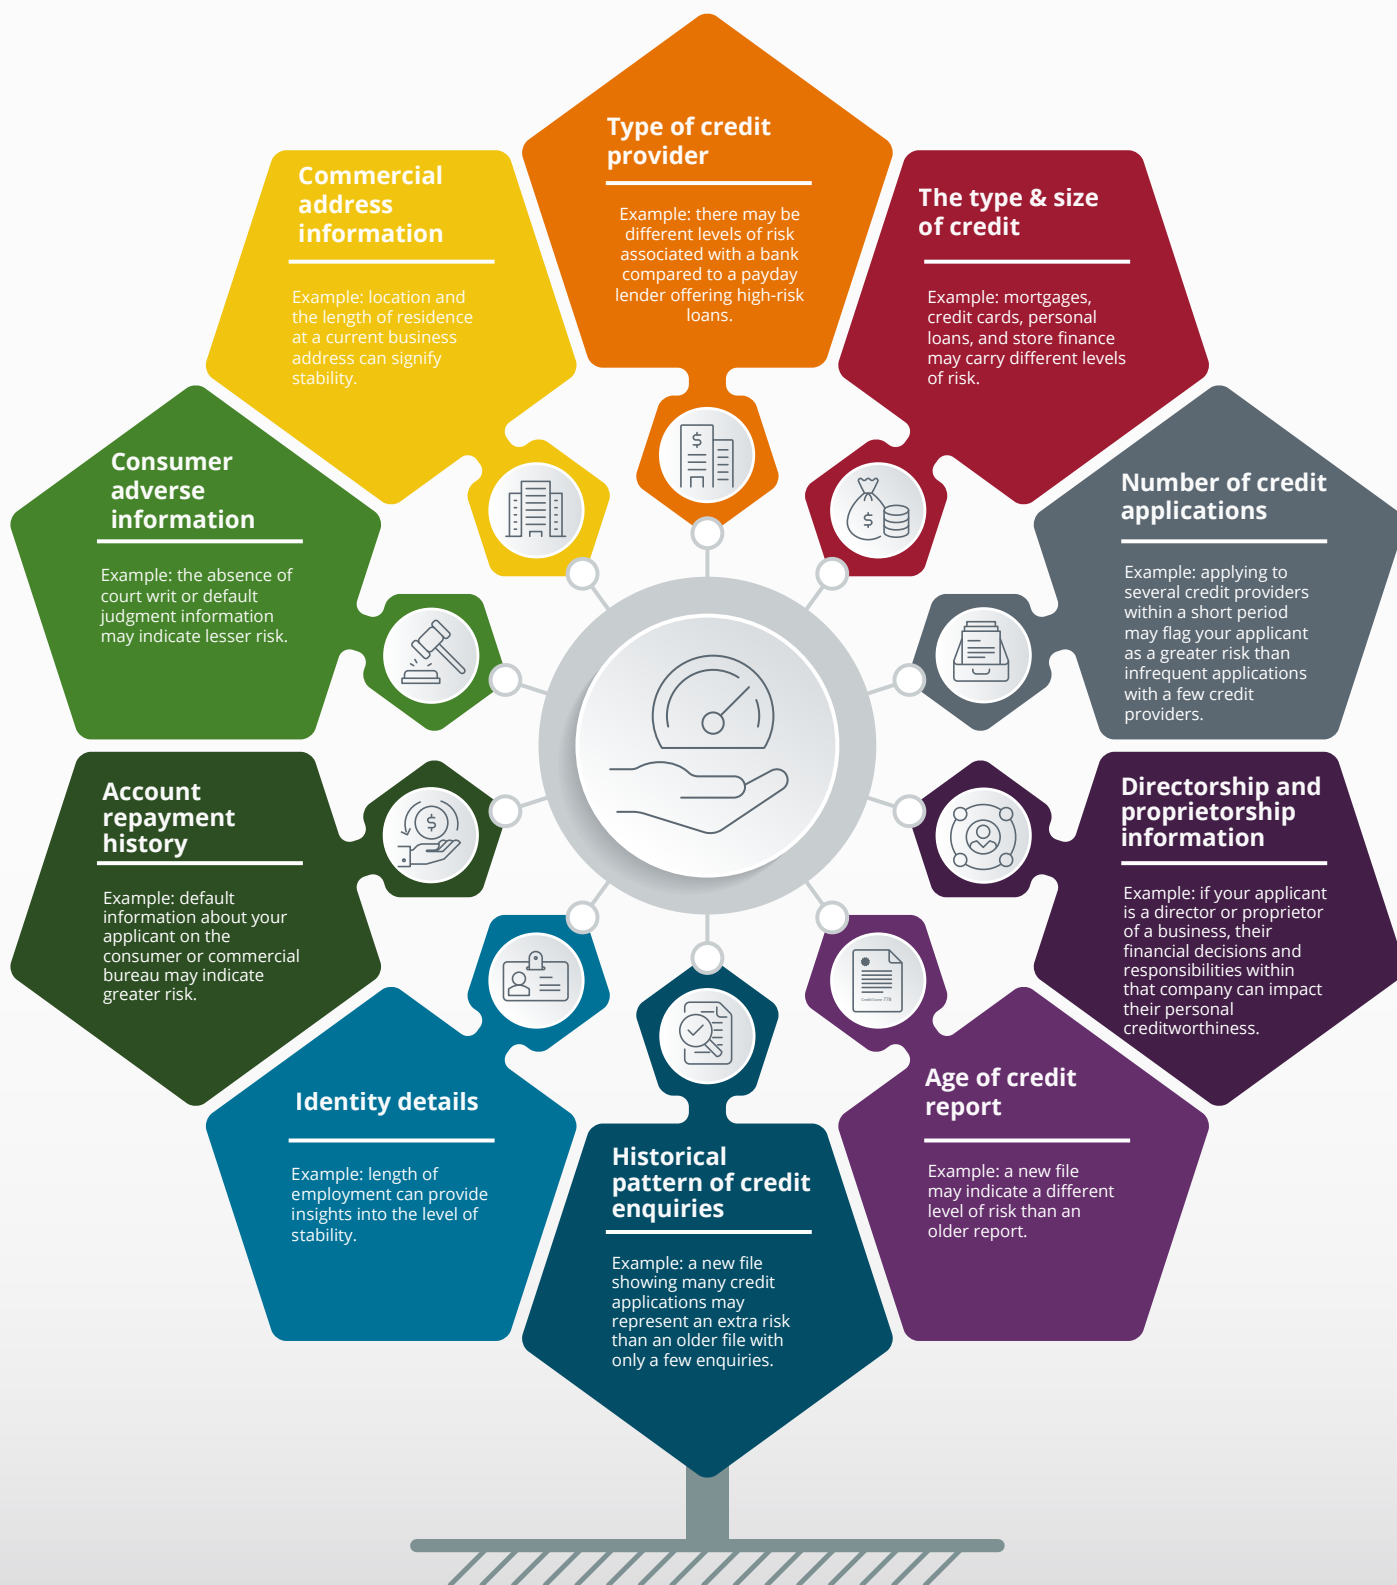 Type of credit
provider
Example: there may be
different levels of risk
associated with a bank
compared to a payday
lender offering high-risk
loans.
The type & size
of credit
Example: mortgages,
credit cards, personal
loans, and store finance
may carry different levels
of risk.
Number of credit
applications
Example: applying to
several credit providers
within a short period
may flag your applicant
as a greater risk than
infrequent applications
with a few credit
providers.
Directorship and
proprietorship
information
Example: if your applicant
is a director or proprietor
of a business, their
financial decisions and
responsibilities within
that company can impact
their personal
creditworthiness.
Age of credit
report
Example: a new file
may indicate a different
level of risk than an
older report.
Credit Score 778
Historical
pattern of credit
enquiries
Example: a new file
showing many credit
applications may
represent an extra risk
than an older file with
only a few enquiries.
Identity details
Example: length of
employment can provide
insights into the level of
stability.
Account
repayment
history
Example: default
information about your
applicant on the
consumer or commercial
bureau may indicate
greater risk.
Consumer
adverse
information
Example: the absence of
court writ or default
judgment information
may indicate lesser risk.
Commercial
address
information
Example: location and
the length of residence
at a current business
address can signify
stability.
$
$
$